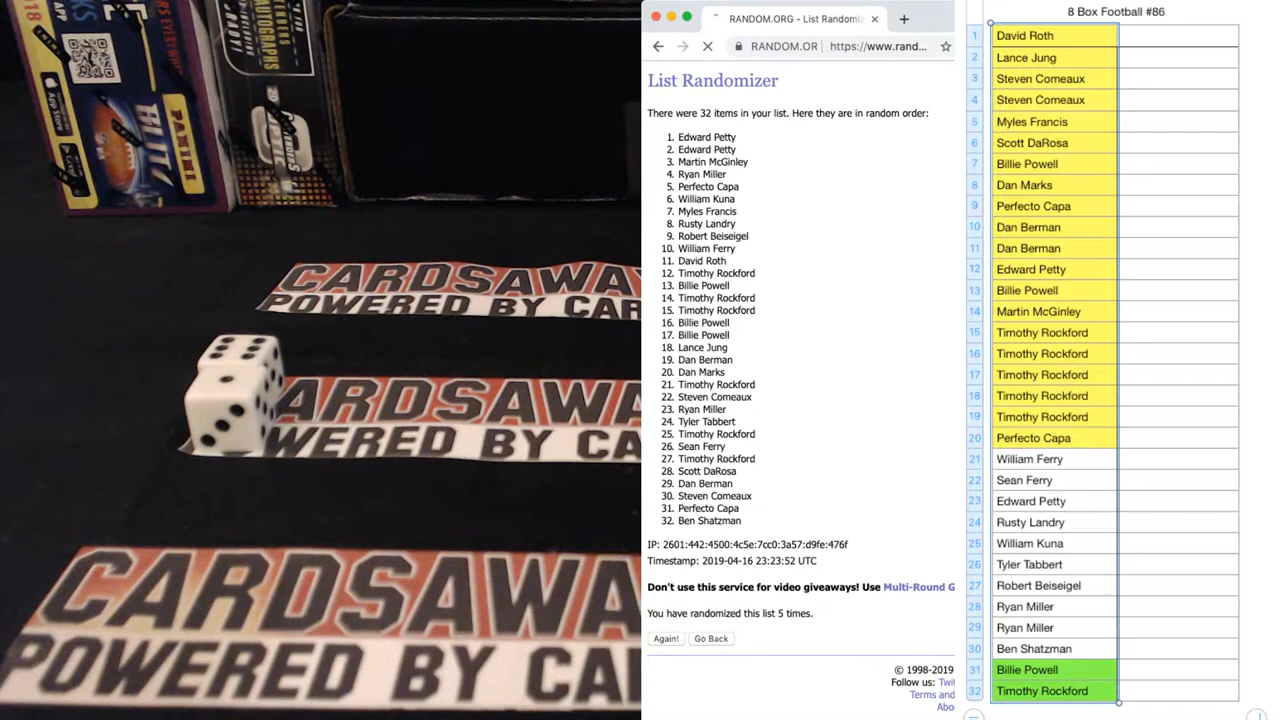 18
App Store
BLITZ
PANINI
AUTOGRAPHS
BABY!
CARDSAWA
POWERED BY CAR
ARDSAWA
WERED BY CA
CARDSAWA
POWERED BY CA
RANDOM.ORG - List Randomiz
RANDOM.OR
https://www.rand...
List Randomizer
There were 32 items in your list. Here they are in random order:
1. Edward Petty
2. Edward Petty
3. Martin McGinley
4. Ryan Miller
5. Perfecto Capa
6. William Kuna
7. Myles Francis
8. Rusty Landry
9. Robert Beiseigel
10. William Ferry
11. David Roth
12. Timothy Rockford
13. Billie Powell
14. Timothy Rockford
15. Timothy Rockford
16. Billie Powell
17. Billie Powell
18. Lance Jung
19. Dan Berman
20. Dan Marks
21. Timothy Rockford
22. Steven Comeaux
23. Ryan Miller
24. Tyler Tabbert
25. Timothy Rockford
26. Sean Ferry
27. Timothy Rockford
28. Scott DaRosa
29. Dan Berman
30. Steven Comeaux
31. Perfecto Capa
32. Ben Shatzman
IP: 2601:442:4500:4c5e:7cc0:3a57:d9fe:476f
Timestamp: 2019-04-16 23:23:52 UTC
Don't use this service for video giveaways! Use Multi-Round G
You have randomized this list 5 times.
Again! Go Back
© 1998-2019
Follow us: Twit
Terms and
Abo
8 Box Football #86
1 David Roth
2 Lance Jung
3 Steven Comeaux
4 Steven Comeaux
5 Myles Francis
6 Scott DaRosa
7 Billie Powell
8 Dan Marks
9 Perfecto Capa
10 Dan Berman
11 Dan Berman
12 Edward Petty
13 Billie Powell
14 Martin McGinley
15 Timothy Rockford
16 Timothy Rockford
17 Timothy Rockford
18 Timothy Rockford
19 Timothy Rockford
20 Perfecto Capa
21 William Ferry
22 Sean Ferry
23 Edward Petty
24 Rusty Landry
25 William Kuna
26 Tyler Tabbert
27 Robert Beiseigel
28 Ryan Miller
29 Ryan Miller
30 Ben Shatzman
31 Billie Powell
32 Timothy Rockford